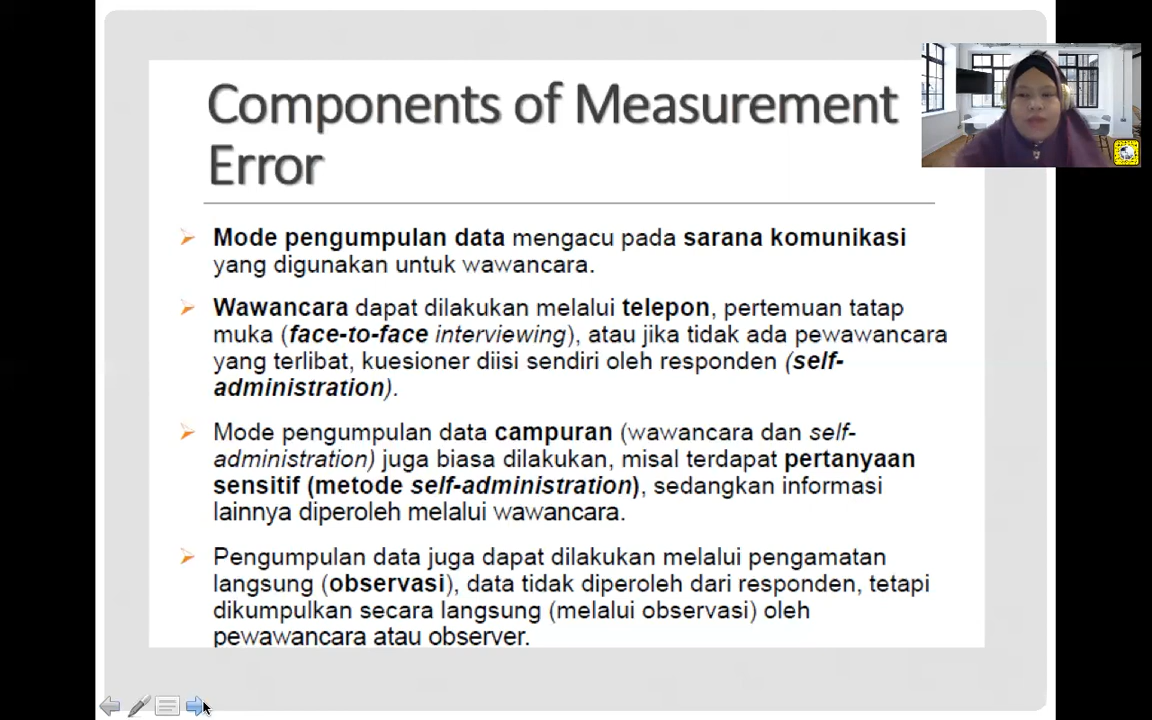 Components of Measurement
Error
Mode pengumpulan data mengacu pada sarana komunikasi
yang digunakan untuk wawancara.
Wawancara dapat dilakukan melalui telepon, pertemuan tatap
muka (face-to-face interviewing), atau jika tidak ada pewawancara
yang terlibat, kuesioner diisi sendiri oleh responden (self-
administration).
Mode pengumpulan data campuran (wawancara dan self-
administration) juga biasa dilakukan, misal terdapat pertanyaan
sensitif (metode self-administration), sedangkan informasi
lainnya diperoleh melalui wawancara.
Pengumpulan data juga dapat dilakukan melalui pengamatan
langsung (observasi), data tidak diperoleh dari responden, tetapi
dikumpulkan secara langsung (melalui observasi) oleh
pewawancara atau observer.